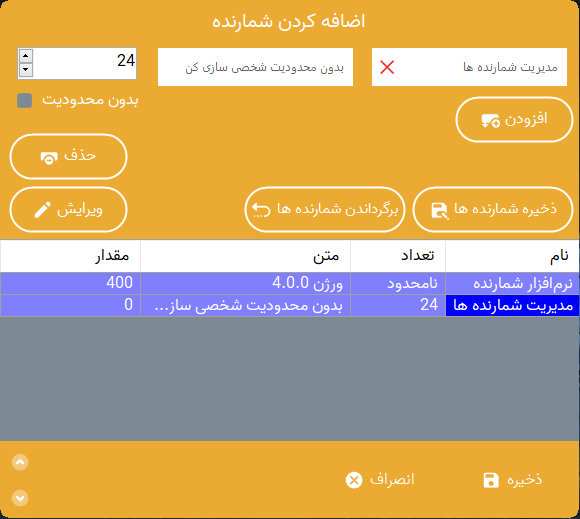 اضافه کردن شمارنده
مدیریت شمارنده ها
بدون محدودیت شخصی سازی کن
24
بدون محدودیت
افزودن
حذف
ذخیره شمارنده ها
برگرداندن شمارنده ها
ویرایش
نام تعداد متن مقدار
نرم‌افزار شمارنده نامحدود ورژن 4.0.0 400
مدیریت شمارنده ها 24 بدون محدودیت شخصی ساز... 0
ذخیره انصراف